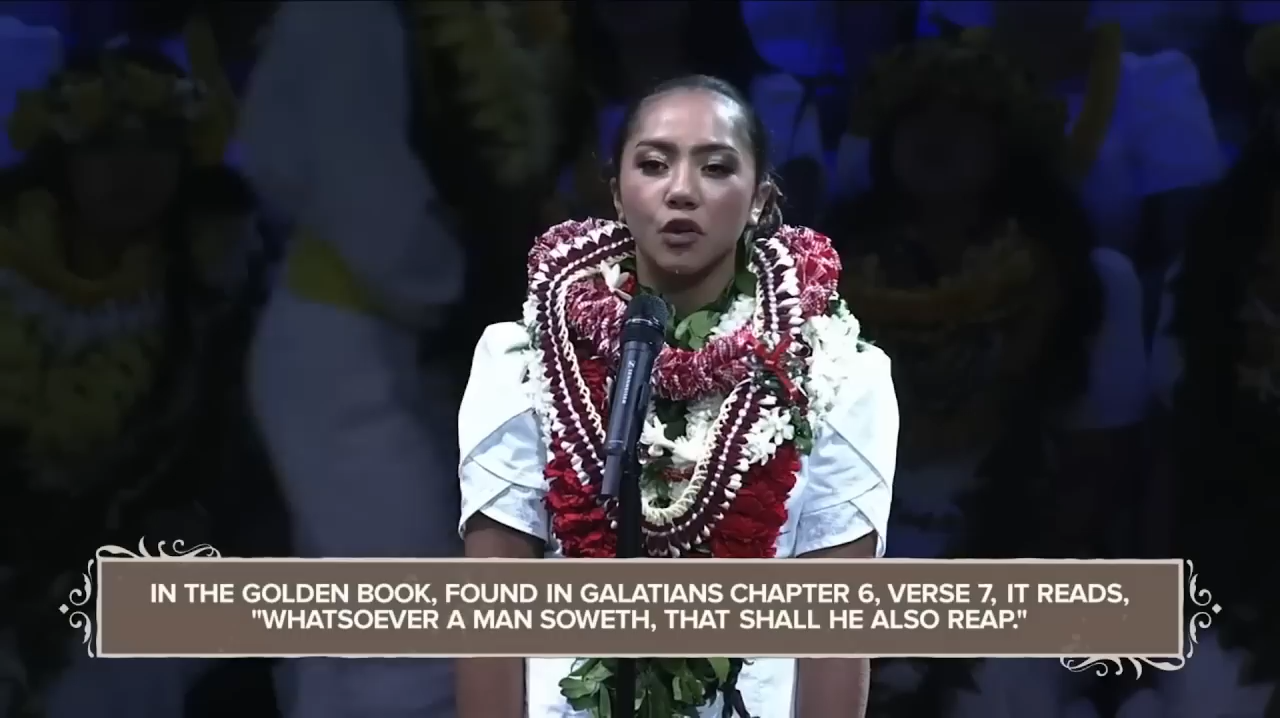 IN THE GOLDEN BOOK, FOUND IN GALATIANS CHAPTER 6, VERSE 7, IT READS,
"WHATSOEVER A MAN SOWETH, THAT SHALL HE ALSO REAP."